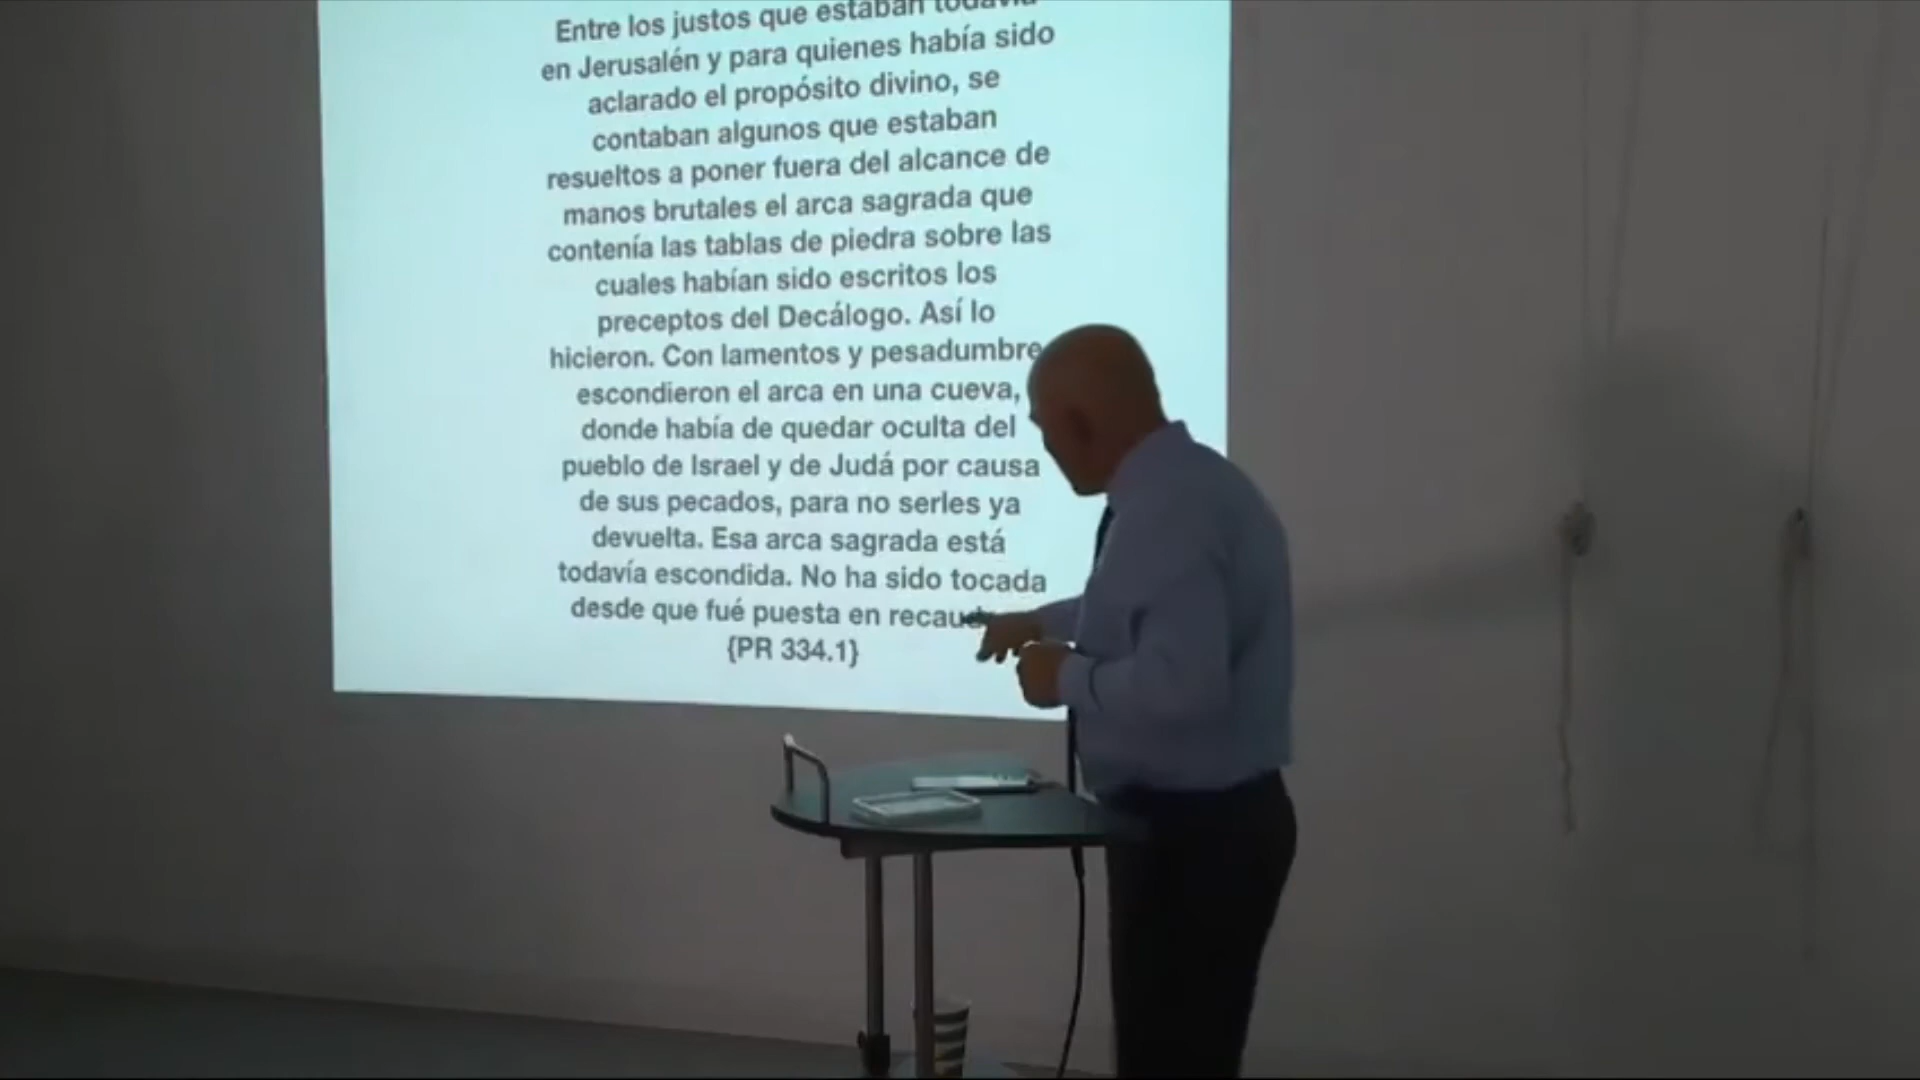 Entre los justos que estaban todavía
en Jerusalén y para quienes había sido
aclarado el propósito divino, se
contaban algunos que estaban
resueltos a poner fuera del alcance de
manos brutales el arca sagrada que
contenía las tablas de piedra sobre las
cuales habían sido escritos los
preceptos del Decálogo. Así lo
hicieron. Con lamentos y pesadumbre
escondieron el arca en una cueva,
donde había de quedar oculta del
pueblo de Israel y de Judá por causa
de sus pecados, para no serles ya
devuelta. Esa arca sagrada está
todavía escondida. No ha sido tocada
desde que fué puesta en
{PR 334.1}